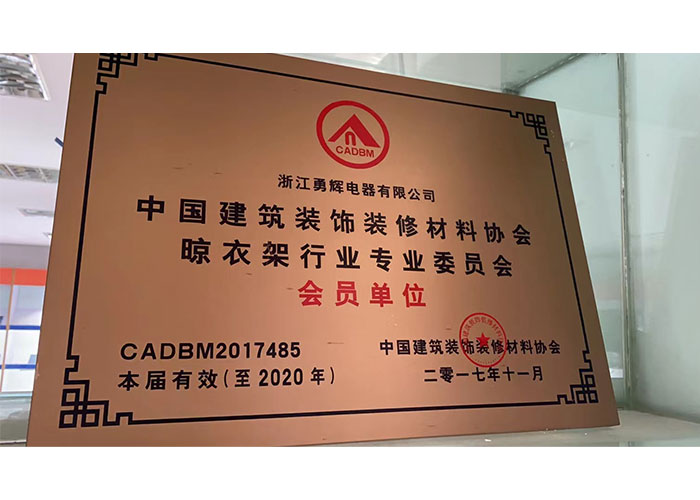 CADBM
浙江勇辉电器有限公司
中国建筑装饰装修材料协会
晾衣架行业专业委员会
会员单位
CADBM2017485
本届有效(至2020年)
中国建筑装饰装修材料协会
二零一七年十一月